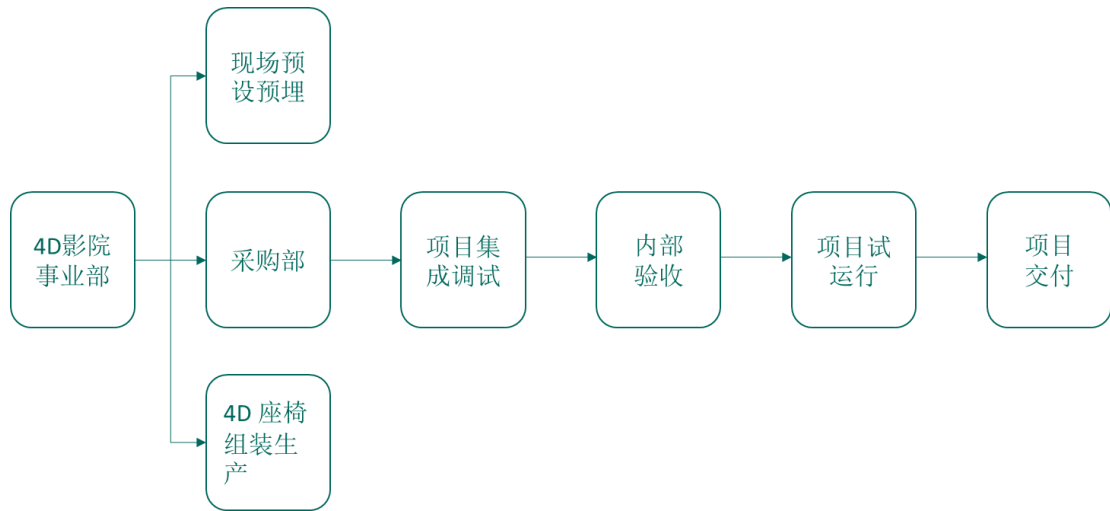 现场预
设预埋
4D影院
事业部
采购部
项目集
成调试
内部
验收
项目试
运行
项目
交付
4D 座椅
组装生
产